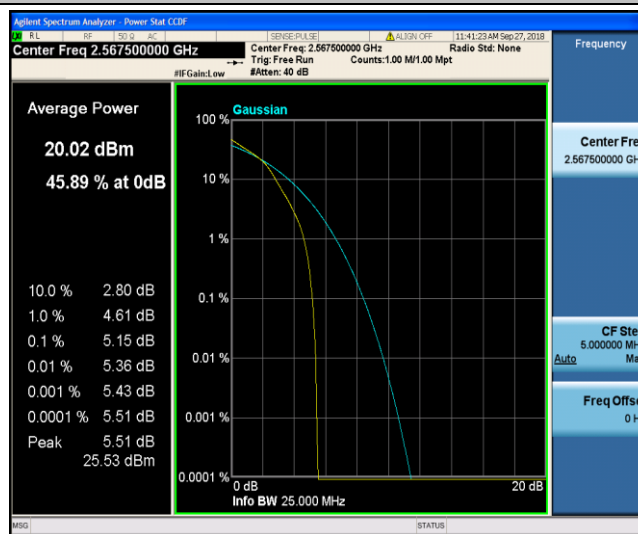 Agilent Spectrum Analyzer - Power Stat CCDF
RL RF 50 Ω AC SENSE:PULSE ALIGN OFF 11:41:23 AM Sep 27, 2018
Center Freq 2.567500000 GHz
Center Freq: 2.567500000 GHz Radio Std: None
Trig: Free Run Counts:1.00 M/1.00 Mpt
#IFGain:Low #Atten: 40 dB
Frequency
Average Power
20.02 dBm
45.89 % at 0dB
10.0 % 2.80 dB
1.0 % 4.61 dB
0.1 % 5.15 dB
0.01 % 5.36 dB
0.001 % 5.43 dB
0.0001 % 5.51 dB
Peak 5.51 dB
25.53 dBm
Gaussian
100 %
10 %
1 %
0.1 %
0.01 %
0.001 %
0.0001 %
0 dB 20 dB
Info BW 25.000 MHz
Center Fre
2.567500000 GH
CF Ste
5.000000 MH
Auto Ma
Freq Offse
0 H
MSG STATUS